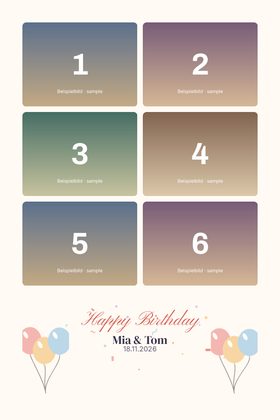 1
2
Beispielbild · sample
Beispielbild · sample
3
4
Beispielbild · sample
Beispielbild · sample
5
6
Beispielbild · sample
Beispielbild · sample
Happy Birthday
Mia & Tom
18.11.2026